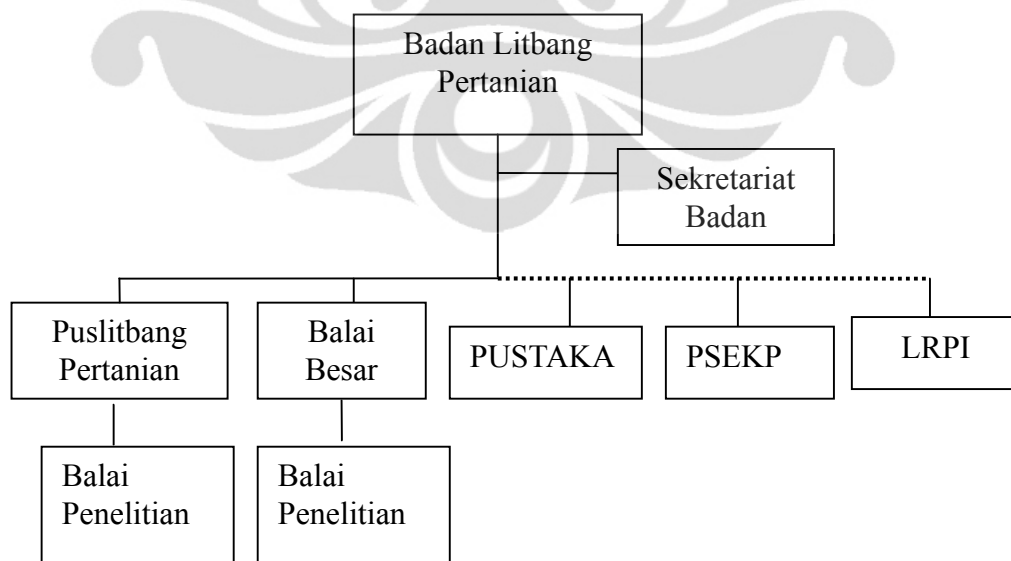 Badan Litbang
Pertanian
Sekretariat
Badan
Puslitbang
Pertanian
Balai
Besar
PUSTAKA
PSEKP
LRPI
Balai
Penelitian
Balai
Penelitian